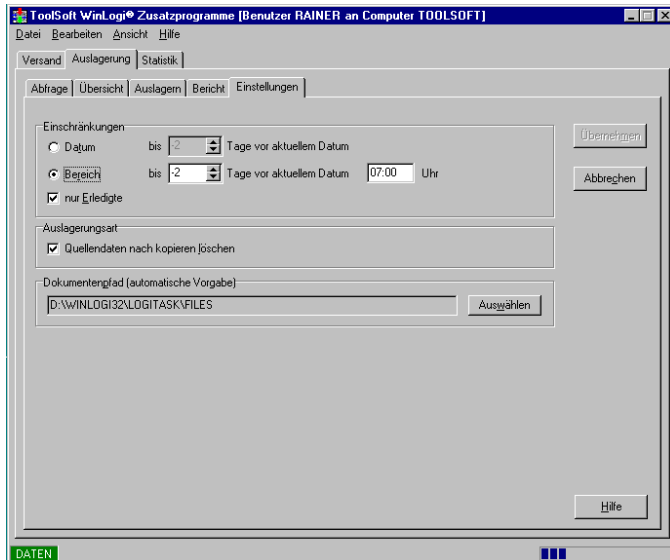 ToolSoft WinLogi® Zusatzprogramme [Benutzer RAINER an Computer TOOLSOFT]
Datei Bearbeiten Ansicht Hilfe
Versand Auslagerung Statistik
Abfrage Übersicht Auslagern Bericht Einstellungen
Einschränkungen
Datum bis -2 Tage vor aktuellem Datum
Übernehmen
Bereich bis -2 Tage vor aktuellem Datum 07:00 Uhr
Abbrechen
nur Erledigte
Auslagerungsart
Quellendaten nach kopieren löschen
Dokumentenpfad (automatische Vorgabe)
D:\WINLOGI32\LOGITASK\FILES Auswählen
Hilfe
DATEN